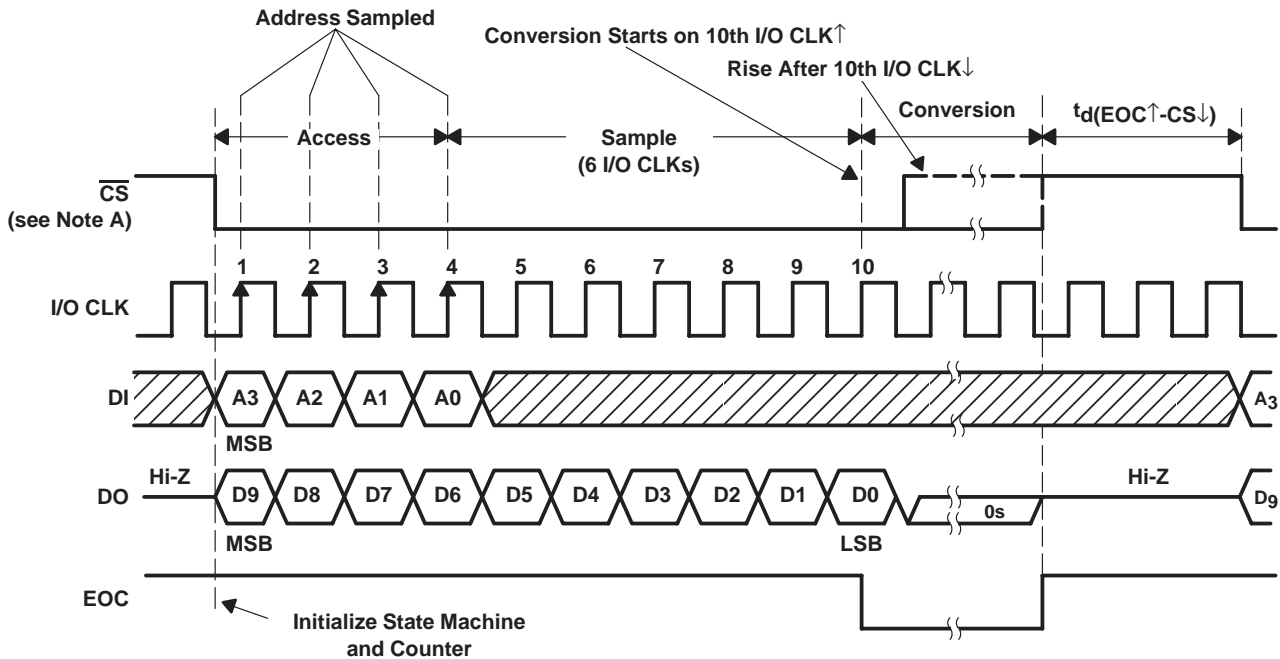 Address Sampled
Conversion Starts on 10th I/O CLK↑
Rise After 10th I/O CLK↓
Access
Sample
(6 I/O CLKs)
Conversion
td(EOC↑-CS↓)
CS
(see Note A)
1 2 3 4 5 6 7 8 9 10
I/O CLK
DI A3 A2 A1 A0 A3
MSB
Hi-Z
Hi-Z
DO D9 D8 D7 D6 D5 D4 D3 D2 D1 D0 0s D9
MSB LSB
EOC
Initialize State Machine
and Counter